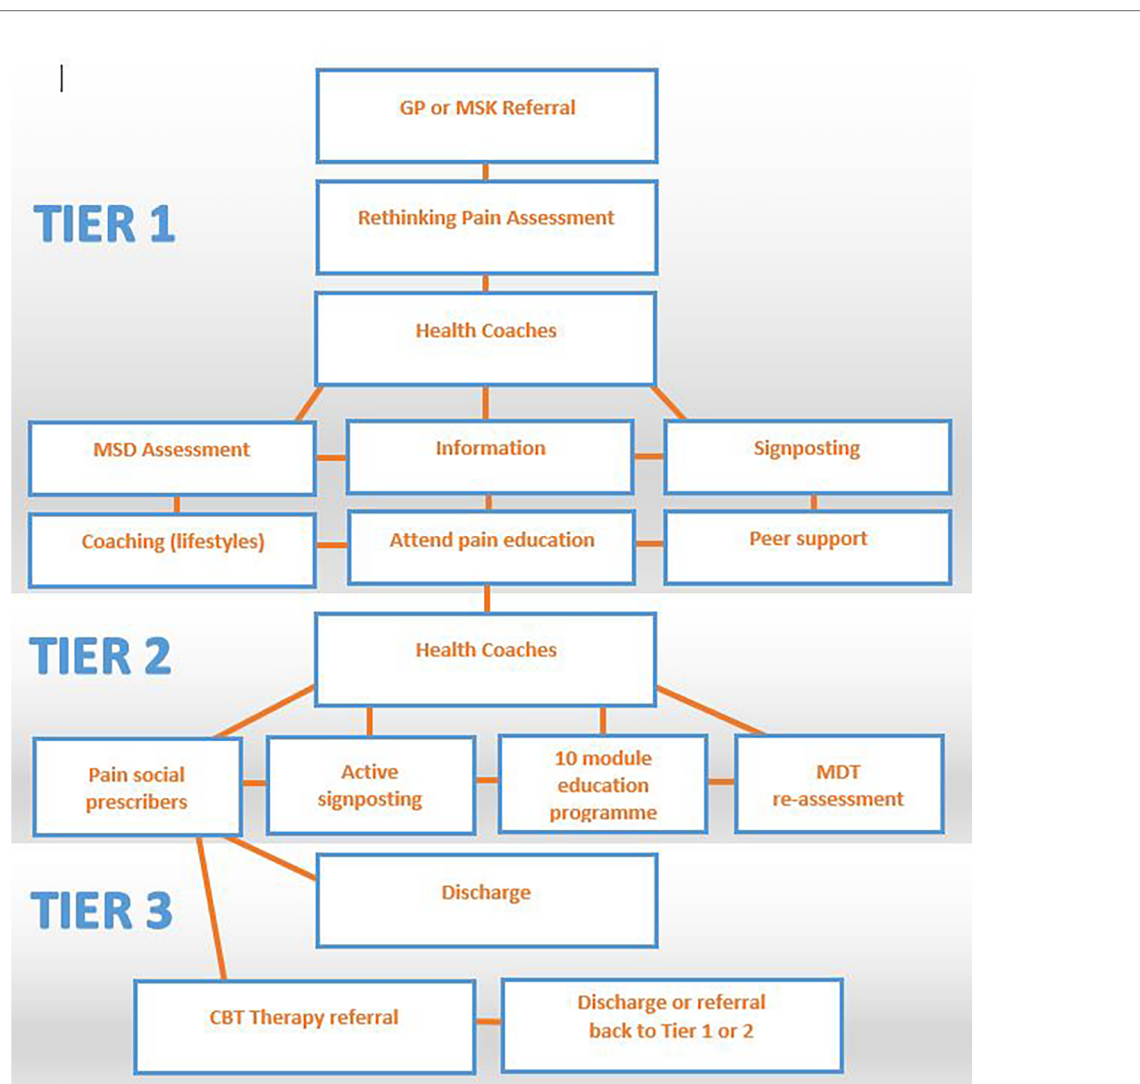 GP or MSK Referral
TIER 1
Rethinking Pain Assessment
Health Coaches
MSD Assessment
Information
Signposting
Coaching (lifestyles)
Attend pain education
Peer support
TIER 2
Health Coaches
Pain social
prescribers
Active
signposting
10 module
education
programme
MDT
re-assessment
TIER 3
Discharge
CBT Therapy referral
Discharge or referral
back to Tier 1 or 2